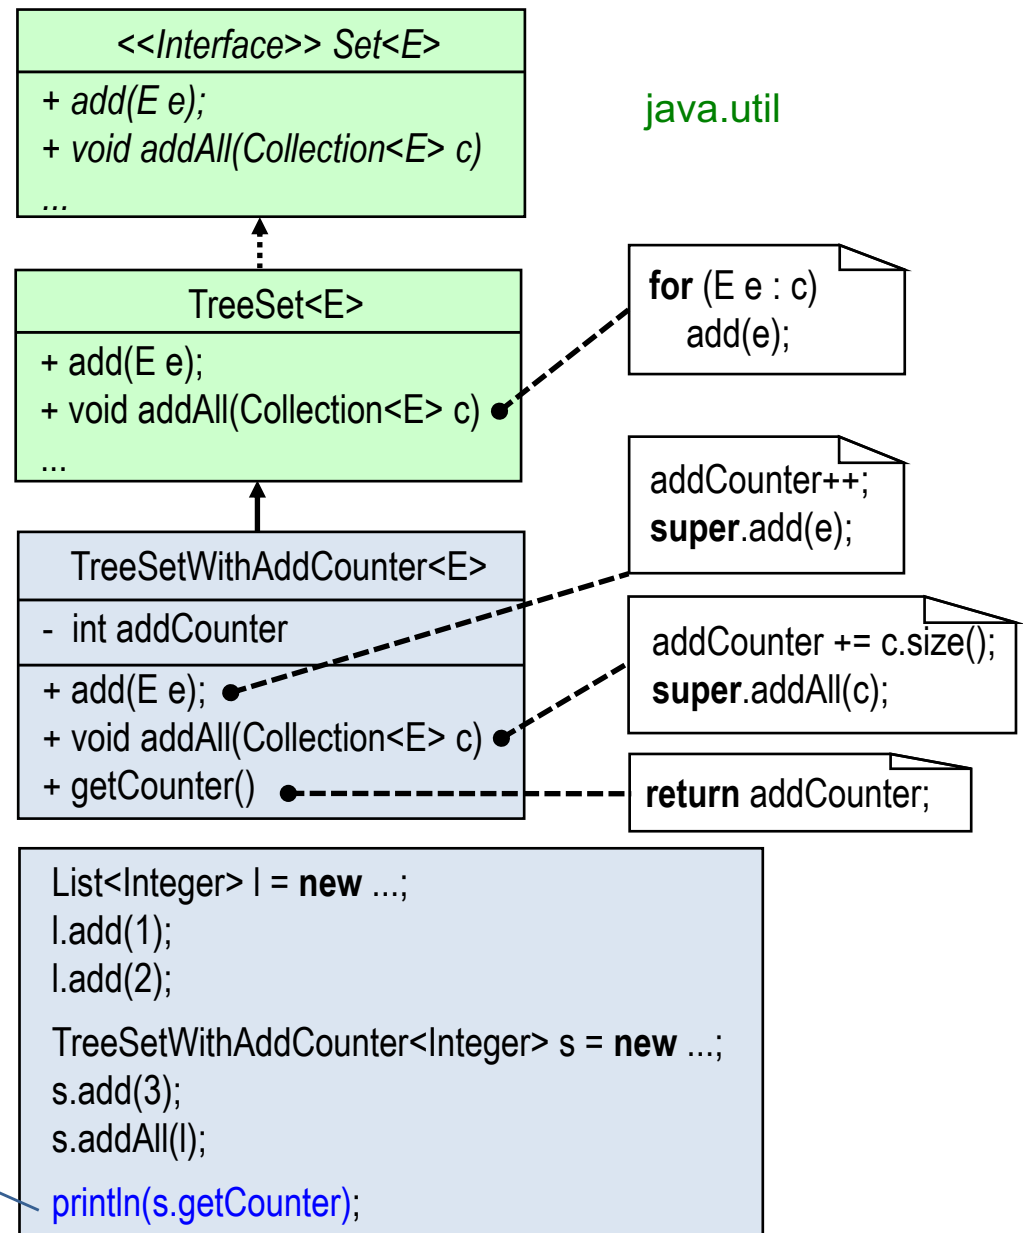 <<Interface>> Set<E>
+ add(E e);
+ void addAll(Collection<E> c)
...
java.util
TreeSet<E>
+ add(E e);
+ void addAll(Collection<E> c)
...
for (E e : c)
add(e);
TreeSetWithAddCounter<E>
- int addCounter
+ add(E e);
+ void addAll(Collection<E> c)
+ getCounter()
addCounter++;
super.add(e);
addCounter += c.size();
super.addAll(c);
return addCounter;
List<Integer> l = new ...;
l.add(1);
l.add(2);
TreeSetWithAddCounter<Integer> s = new ...;
s.add(3);
s.addAll(l);
println(s.getCounter);